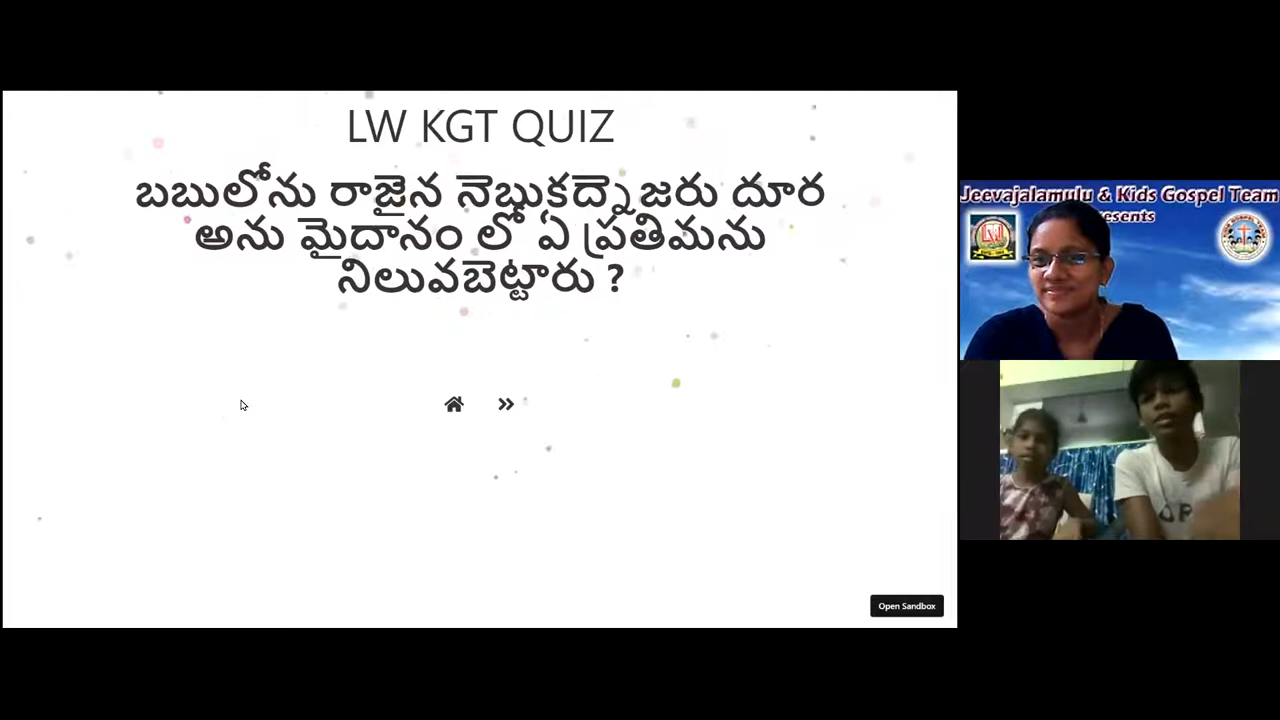 LW KGT QUIZ
బబులోను రాజైన నెబుకద్నెజరు దూర
అను మైదానం లో ఏ ప్రతిమను
నిలువబెట్టారు ?
Open Sandbox
Jeevajalamulu & Kids Gospel Team